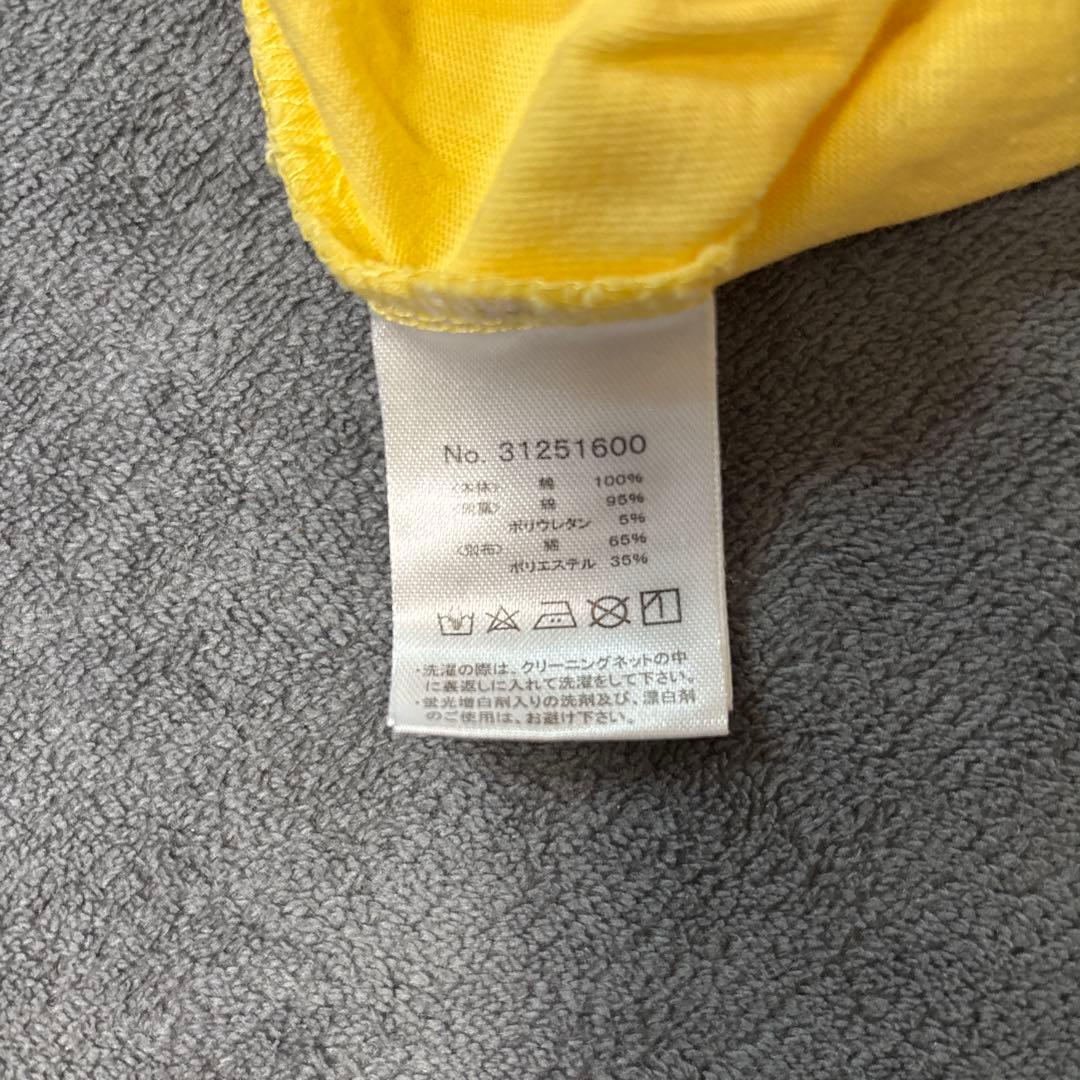 No. 31251600
〈本体〉 綿 100%
〈附属〉 綿 95%
ポリウレタン 5%
〈別布〉 綿 65%
ポリエステル 35%
・洗濯の際は、クリーニングネットの中
に裏返しに入れて洗濯をして下さい。
・蛍光増白剤入りの洗剤及び、漂白剤
のご使用は、お避け下さい。